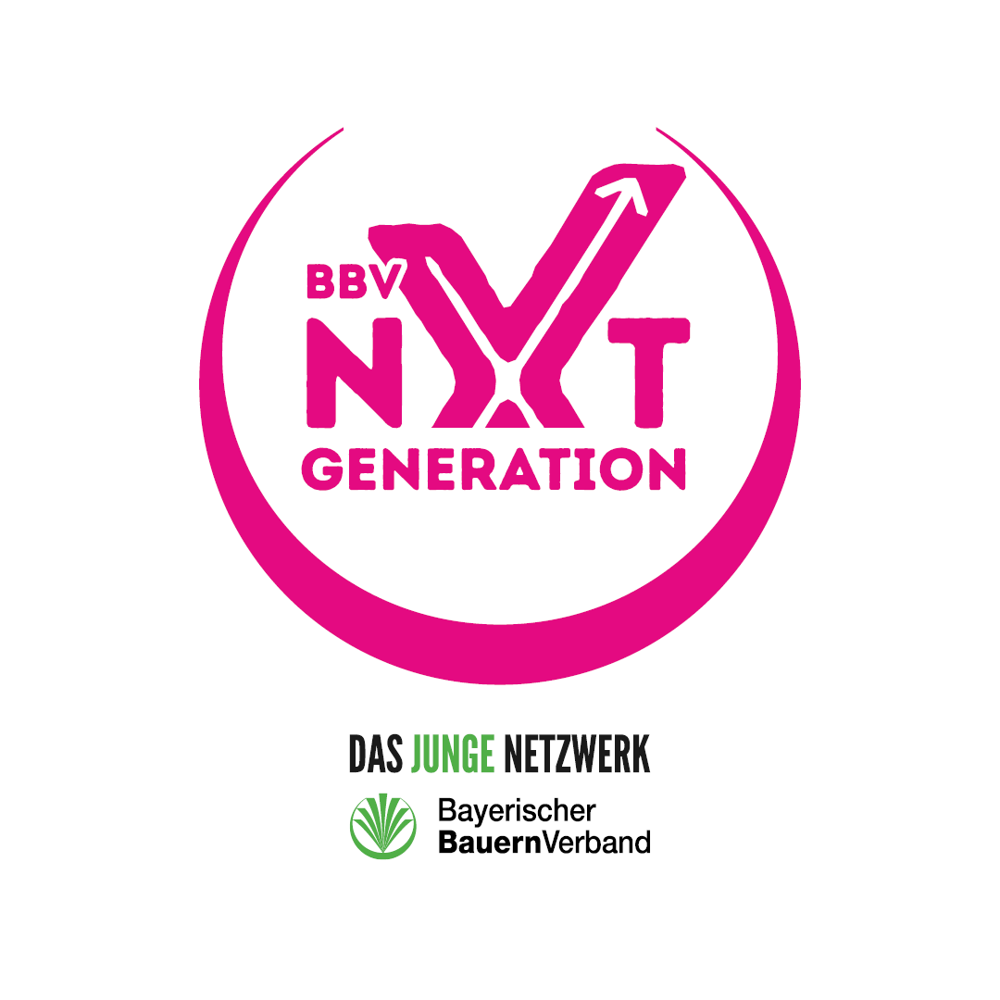 BBV
NXT
GENERATION
DAS JUNGE NETZWERK
Bayerischer
BauernVerband